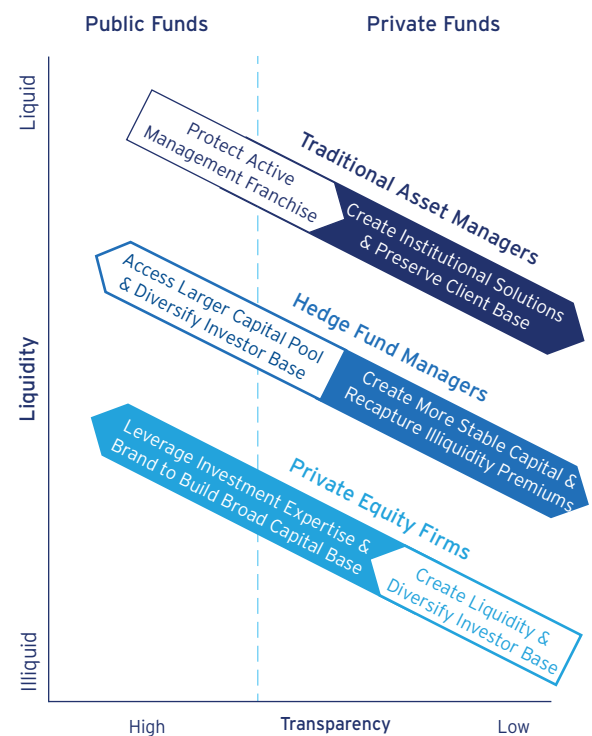 Public Funds
Private Funds
Liquid
Liquidity
Illiquid
Traditional Asset Managers
Protect Active
Management Franchise
Create Institutional Solutions
& Preserve Client Base
Hedge Fund Managers
Access Larger Capital Pool
& Diversify Investor Base
Create More Stable Capital &
Recapture Illiquidity Premiums
Private Equity Firms
Leverage Investment Expertise &
Brand to Build Broad Capital Base
Create Liquidity &
Diversify Investor Base
High
Transparency
Low